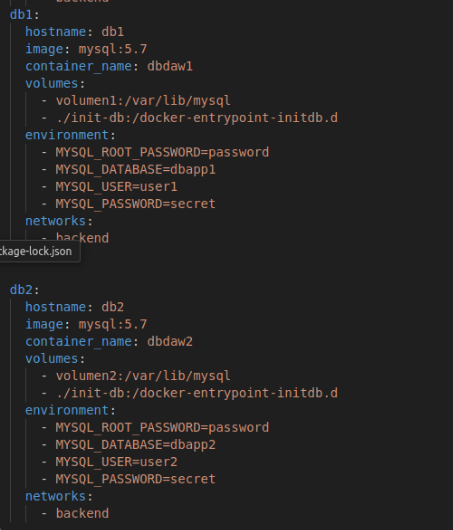 backend
db1:
hostname: db1
image: mysql:5.7
container_name: dbdaw1
volumes:
- volumen1:/var/lib/mysql
- ./init-db:/docker-entrypoint-initdb.d
environment:
- MYSQL_ROOT_PASSWORD=password
- MYSQL_DATABASE=dbapp1
- MYSQL_USER=user1
- MYSQL_PASSWORD=secret
networks:
- backend
ckage-lock.json
db2:
hostname: db2
image: mysql:5.7
container_name: dbdaw2
volumes:
- volumen2:/var/lib/mysql
- ./init-db:/docker-entrypoint-initdb.d
environment:
- MYSQL_ROOT_PASSWORD=password
- MYSQL_DATABASE=dbapp2
- MYSQL_USER=user2
- MYSQL_PASSWORD=secret
networks:
- backend